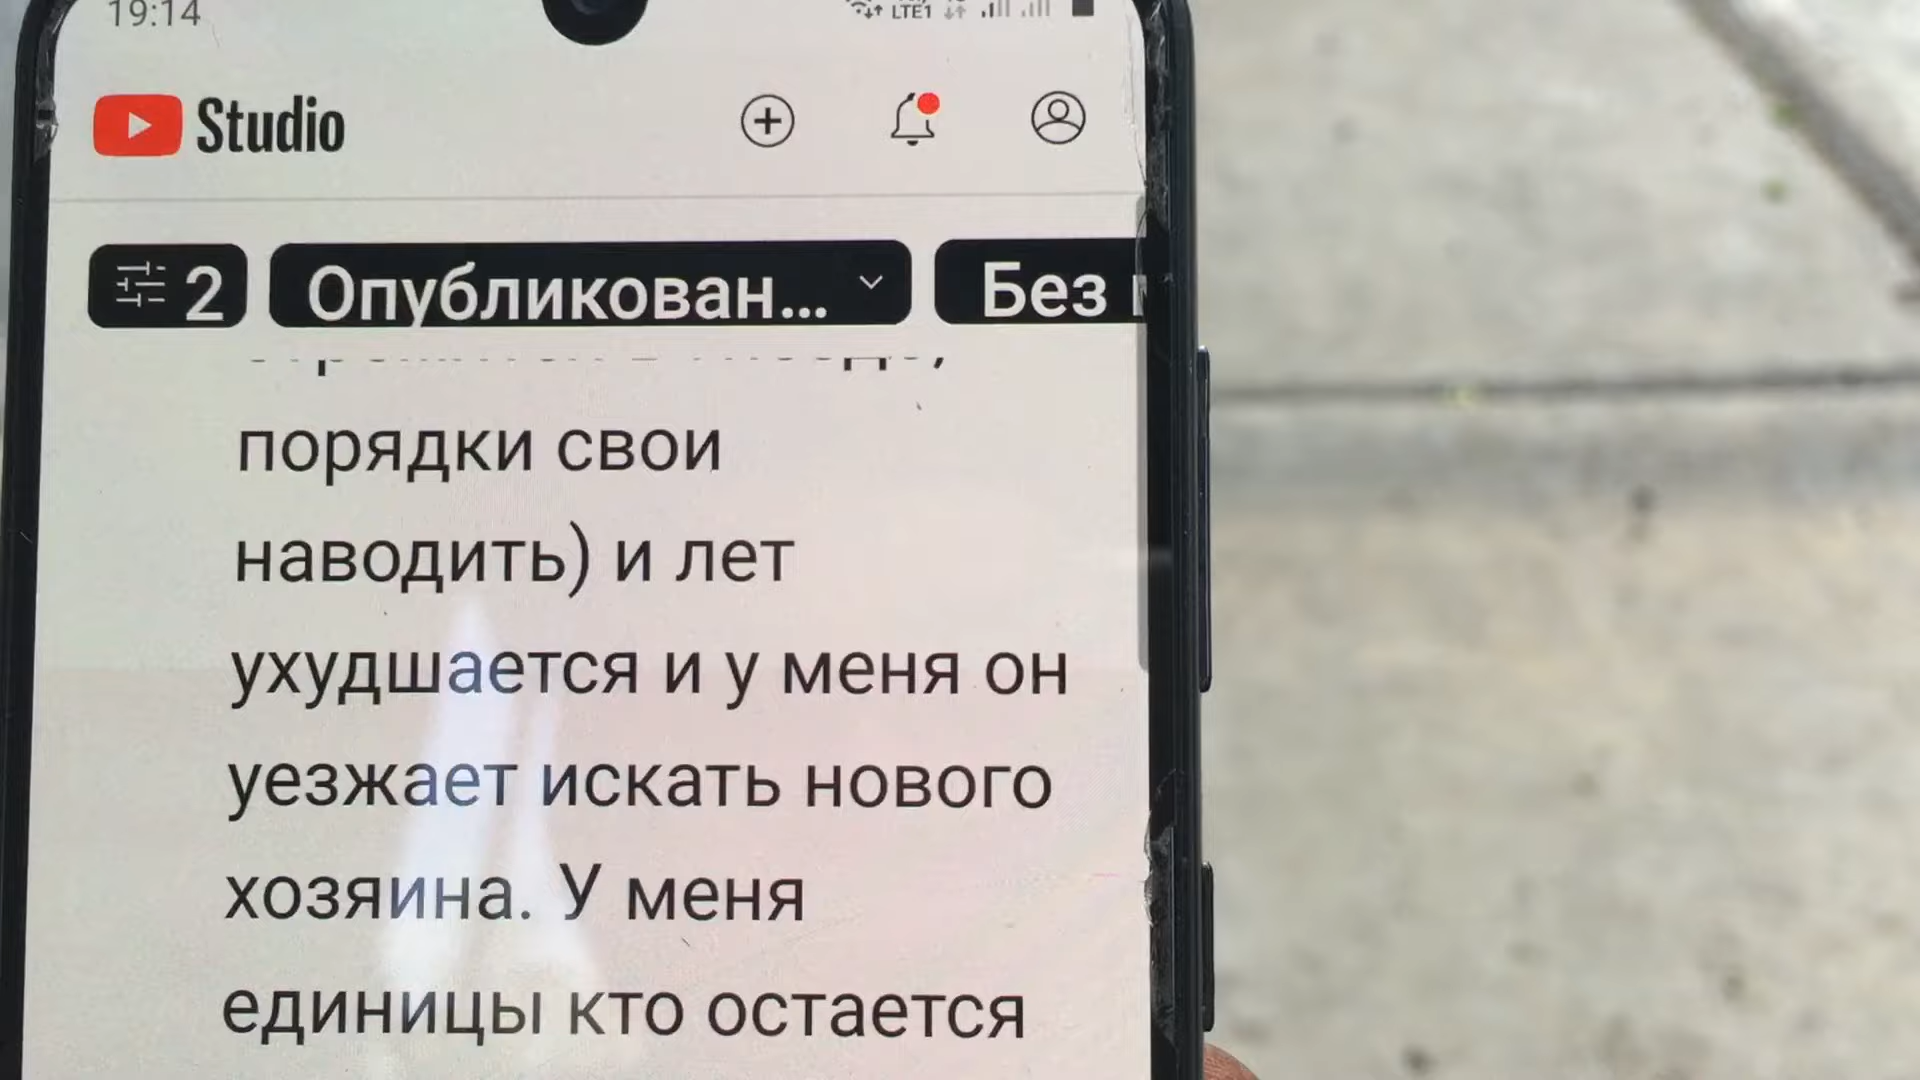 19:14
LTE1
Studio
2 Опубликован... Без
порядки свои
наводить) и лет
ухудшается и у меня он
уезжает искать нового
хозяина. У меня
единицы кто остается